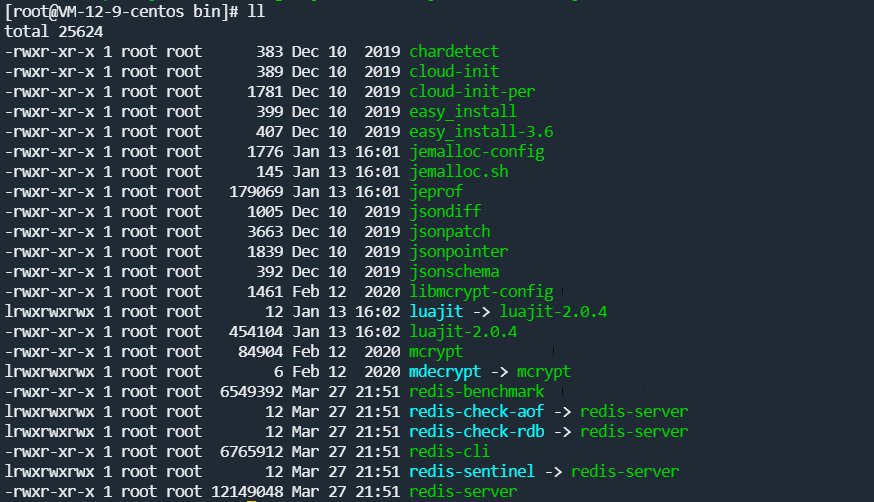 [root@VM-12-9-centos bin]# ll
total 25624
-rwxr-xr-x 1 root root      383 Dec 10  2019 chardetect
-rwxr-xr-x 1 root root      389 Dec 10  2019 cloud-init
-rwxr-xr-x 1 root root     1781 Dec 10  2019 cloud-init-per
-rwxr-xr-x 1 root root      399 Dec 10  2019 easy_install
-rwxr-xr-x 1 root root      407 Dec 10  2019 easy_install-3.6
-rwxr-xr-x 1 root root     1776 Jan 13 16:01 jemalloc-config
-rwxr-xr-x 1 root root      145 Jan 13 16:01 jemalloc.sh
-rwxr-xr-x 1 root root   179069 Jan 13 16:01 jeprof
-rwxr-xr-x 1 root root     1005 Dec 10  2019 jsondiff
-rwxr-xr-x 1 root root     3663 Dec 10  2019 jsonpatch
-rwxr-xr-x 1 root root     1839 Dec 10  2019 jsonpointer
-rwxr-xr-x 1 root root      392 Dec 10  2019 jsonschema
-rwxr-xr-x 1 root root     1461 Feb 12  2020 libmcrypt-config
lrwxrwxrwx 1 root root       12 Jan 13 16:02 luajit -> luajit-2.0.4
-rwxr-xr-x 1 root root   454104 Jan 13 16:02 luajit-2.0.4
-rwxr-xr-x 1 root root    84904 Feb 12  2020 mcrypt
lrwxrwxrwx 1 root root        6 Feb 12  2020 mdecrypt -> mcrypt
-rwxr-xr-x 1 root root  6549392 Mar 27 21:51 redis-benchmark
lrwxrwxrwx 1 root root       12 Mar 27 21:51 redis-check-aof -> redis-server
lrwxrwxrwx 1 root root       12 Mar 27 21:51 redis-check-rdb -> redis-server
-rwxr-xr-x 1 root root  6765912 Mar 27 21:51 redis-cli
lrwxrwxrwx 1 root root       12 Mar 27 21:51 redis-sentinel -> redis-server
-rwxr-xr-x 1 root root 12149048 Mar 27 21:51 redis-server